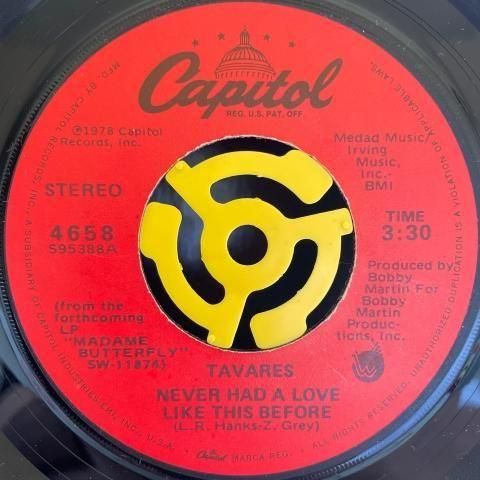 Capitol
REG. U.S. PAT. OFF.
℗1978 Capitol
Records, Inc.
STEREO
4658
S95388A
(from the
forthcoming
LP
"MADAME
BUTTERFLY"
SW-11874)
Medad Music/
Irving
Music,
Inc.-
BMI
TIME
3:30
Produced by
Bobby
Martin For
Bobby
Martin
Produc-
tions, Inc.
TAVARES
NEVER HAD A LOVE
LIKE THIS BEFORE
(L.R. Hanks-Z. Grey)
MFD. BY CAPITOL RECORDS, INC., A SUBSIDIARY OF CAPITOL INDUSTRIES-EMI, INC., U.S.A. Capitol MARCA REG. ALL RIGHTS RESERVED. UNAUTHORIZED DUPLICATION IS A VIOLATION OF APPLICABLE LAWS.